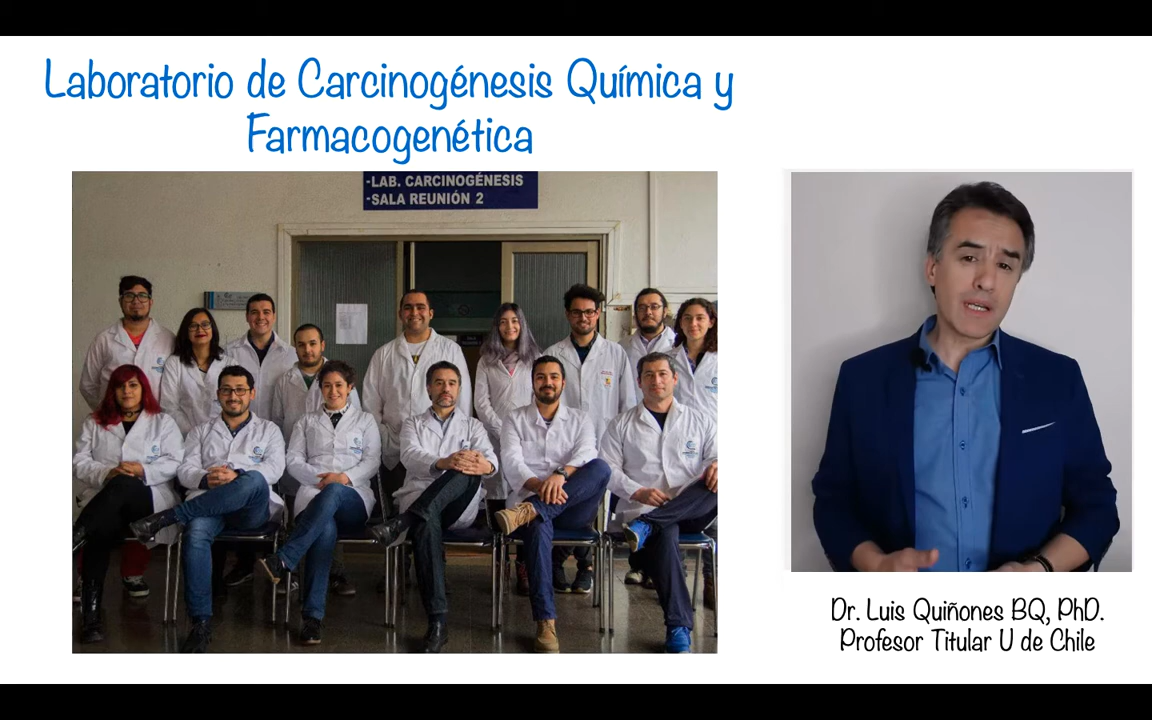 Laboratorio de Carcinogénesis Química y
Farmacogenética
-LAB. CARCINOGÉNESIS
-SALA REUNIÓN 2
Dr. Luis Quiñones BQ, PhD.
Profesor Titular U de Chile